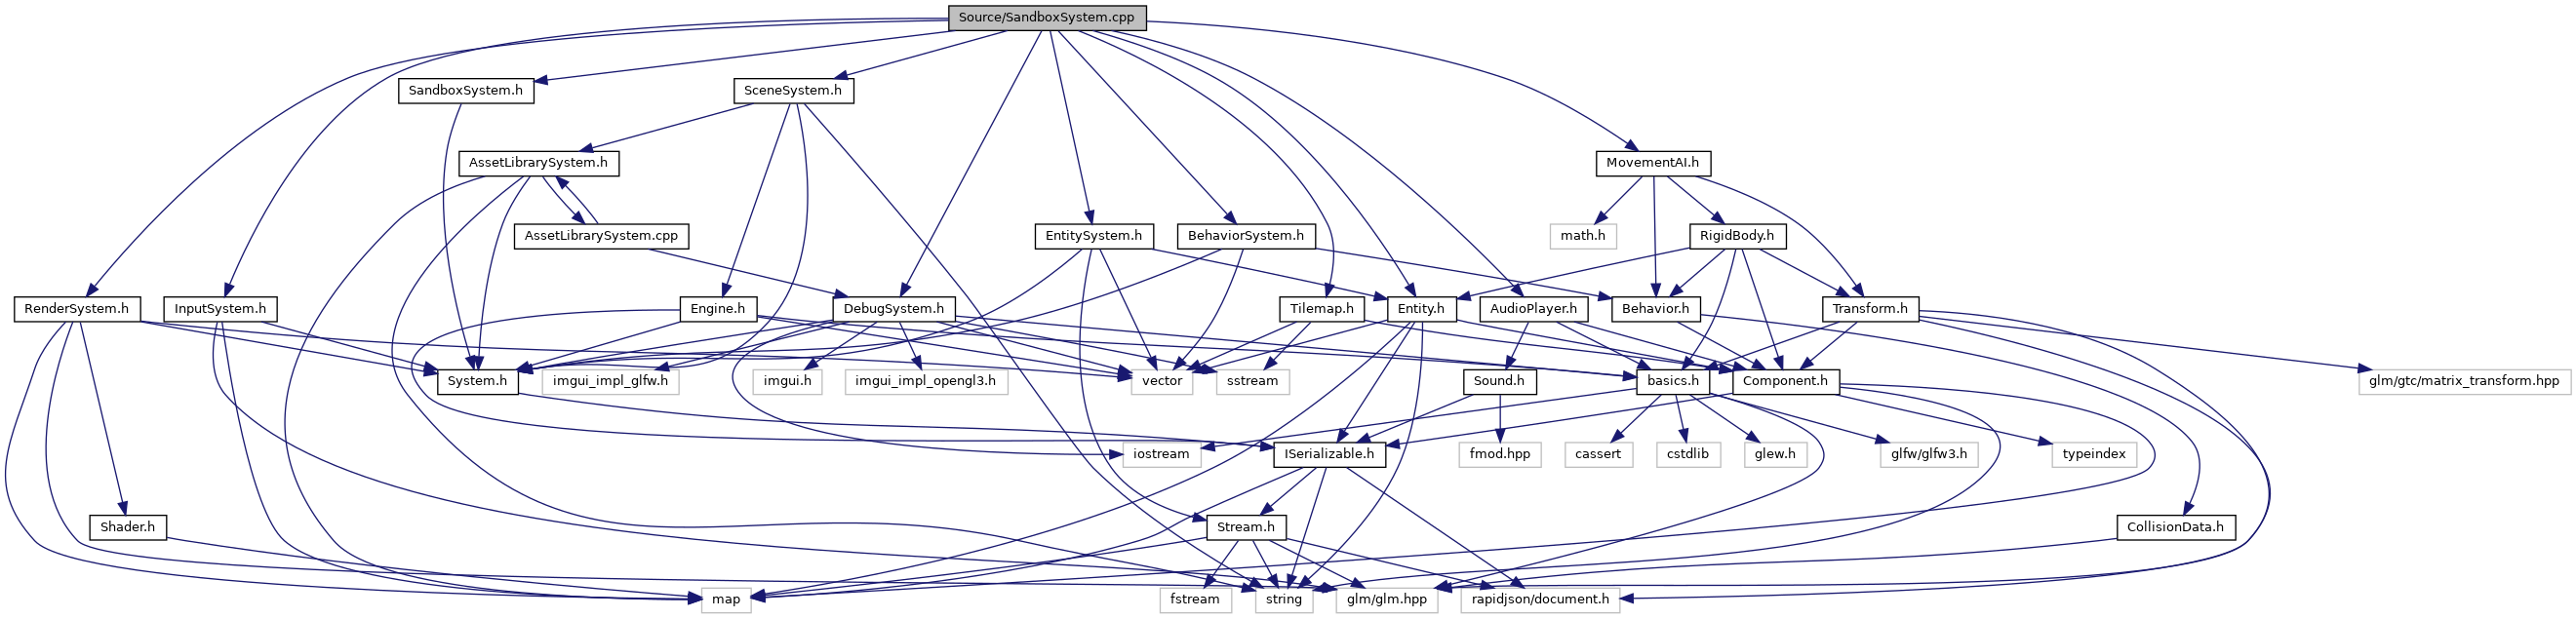 Source/SandboxSystem.cpp
SandboxSystem.h
SceneSystem.h
AssetLibrarySystem.h
MovementAI.h
AssetLibrarySystem.cpp
EntitySystem.h
BehaviorSystem.h
math.h
RigidBody.h
RenderSystem.h
InputSystem.h
Engine.h
DebugSystem.h
Tilemap.h
Entity.h
AudioPlayer.h
Behavior.h
Transform.h
System.h
imgui_impl_glfw.h
imgui.h
imgui_impl_opengl3.h
vector
sstream
Sound.h
basics.h
Component.h
glm/gtc/matrix_transform.hpp
iostream
ISerializable.h
fmod.hpp
cassert
cstdlib
glew.h
glfw/glfw3.h
typeindex
Shader.h
Stream.h
CollisionData.h
map
fstream
string
glm/glm.hpp
rapidjson/document.h